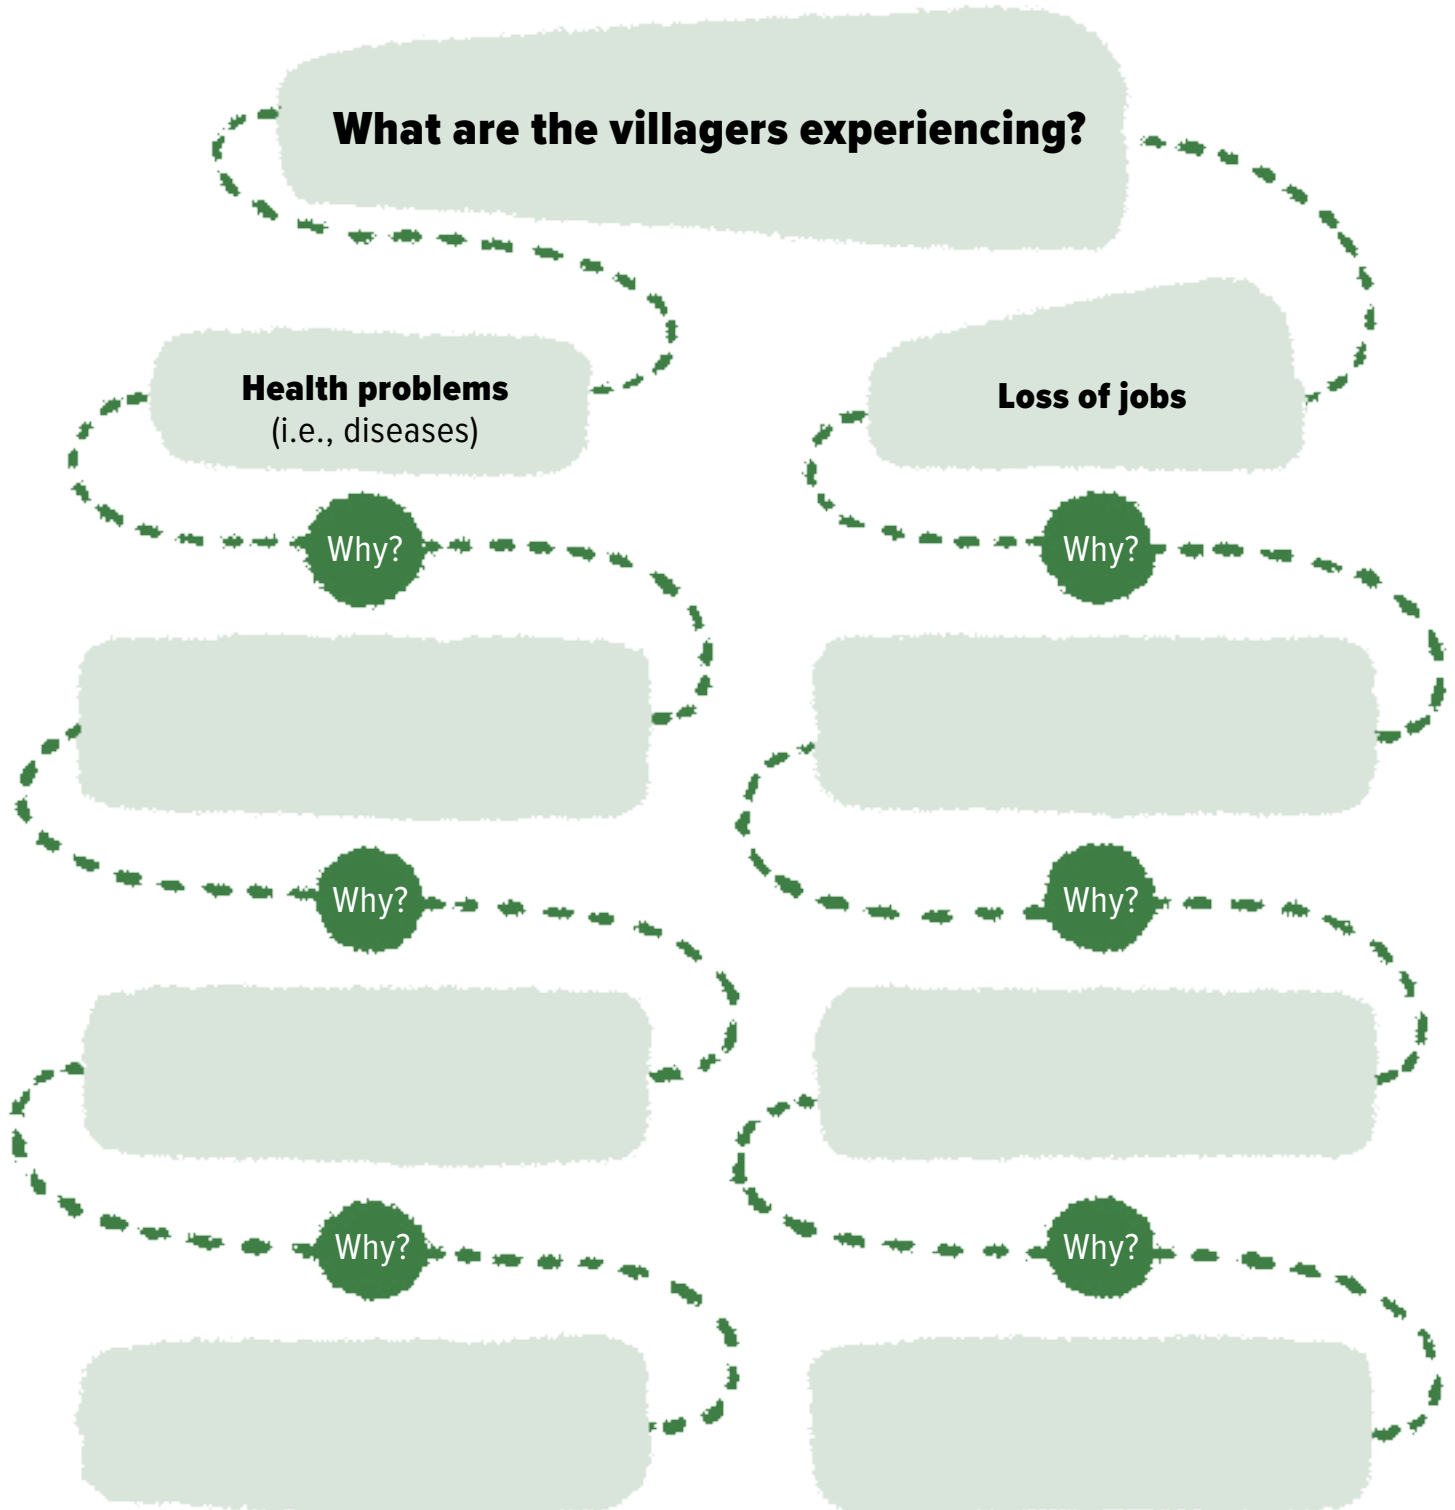 What are the villagers experiencing?
Health problems
(i.e., diseases)
Loss of jobs
Why?
Why?
Why?
Why?
Why?
Why?